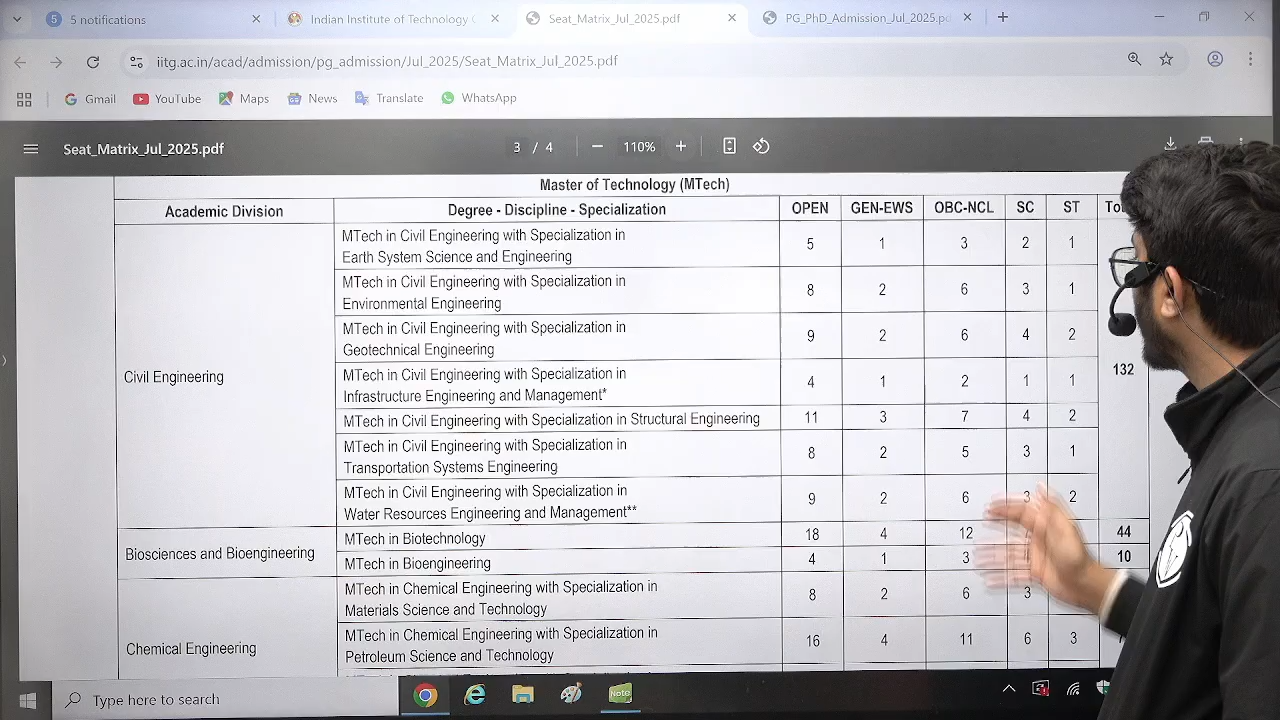 5 5 notifications
Indian Institute of Technology
Seat_Matrix_Jul_2025.pdf
PG_PhD_Admission_Jul_2025.p
iitg.ac.in/acad/admission/pg_admission/Jul_2025/Seat_Matrix_Jul_2025.pdf
Gmail YouTube Maps News Translate WhatsApp
Seat_Matrix_Jul_2025.pdf 3 / 4 110%
Master of Technology (MTech)
Academic Division Degree - Discipline - Specialization OPEN GEN-EWS OBC-NCL SC ST
MTech in Civil Engineering with Specialization in
Earth System Science and Engineering 5 1 3 2 1
MTech in Civil Engineering with Specialization in
Environmental Engineering 8 2 6 3 1
MTech in Civil Engineering with Specialization in
Geotechnical Engineering 9 2 6 4 2
Civil Engineering 132
MTech in Civil Engineering with Specialization in
Infrastructure Engineering and Management* 4 1 2 1 1
MTech in Civil Engineering with Specialization in Structural Engineering 11 3 7 4 2
MTech in Civil Engineering with Specialization in
Transportation Systems Engineering 8 2 5 3 1
MTech in Civil Engineering with Specialization in
Water Resources Engineering and Management** 9 2 6 3 2
Biosciences and Bioengineering
MTech in Biotechnology 18 4 12 44
MTech in Bioengineering 4 1 3 10
MTech in Chemical Engineering with Specialization in
Materials Science and Technology 8 2 6 3
Chemical Engineering
MTech in Chemical Engineering with Specialization in
Petroleum Science and Technology 16 4 11 6 3
Type here to search
Note